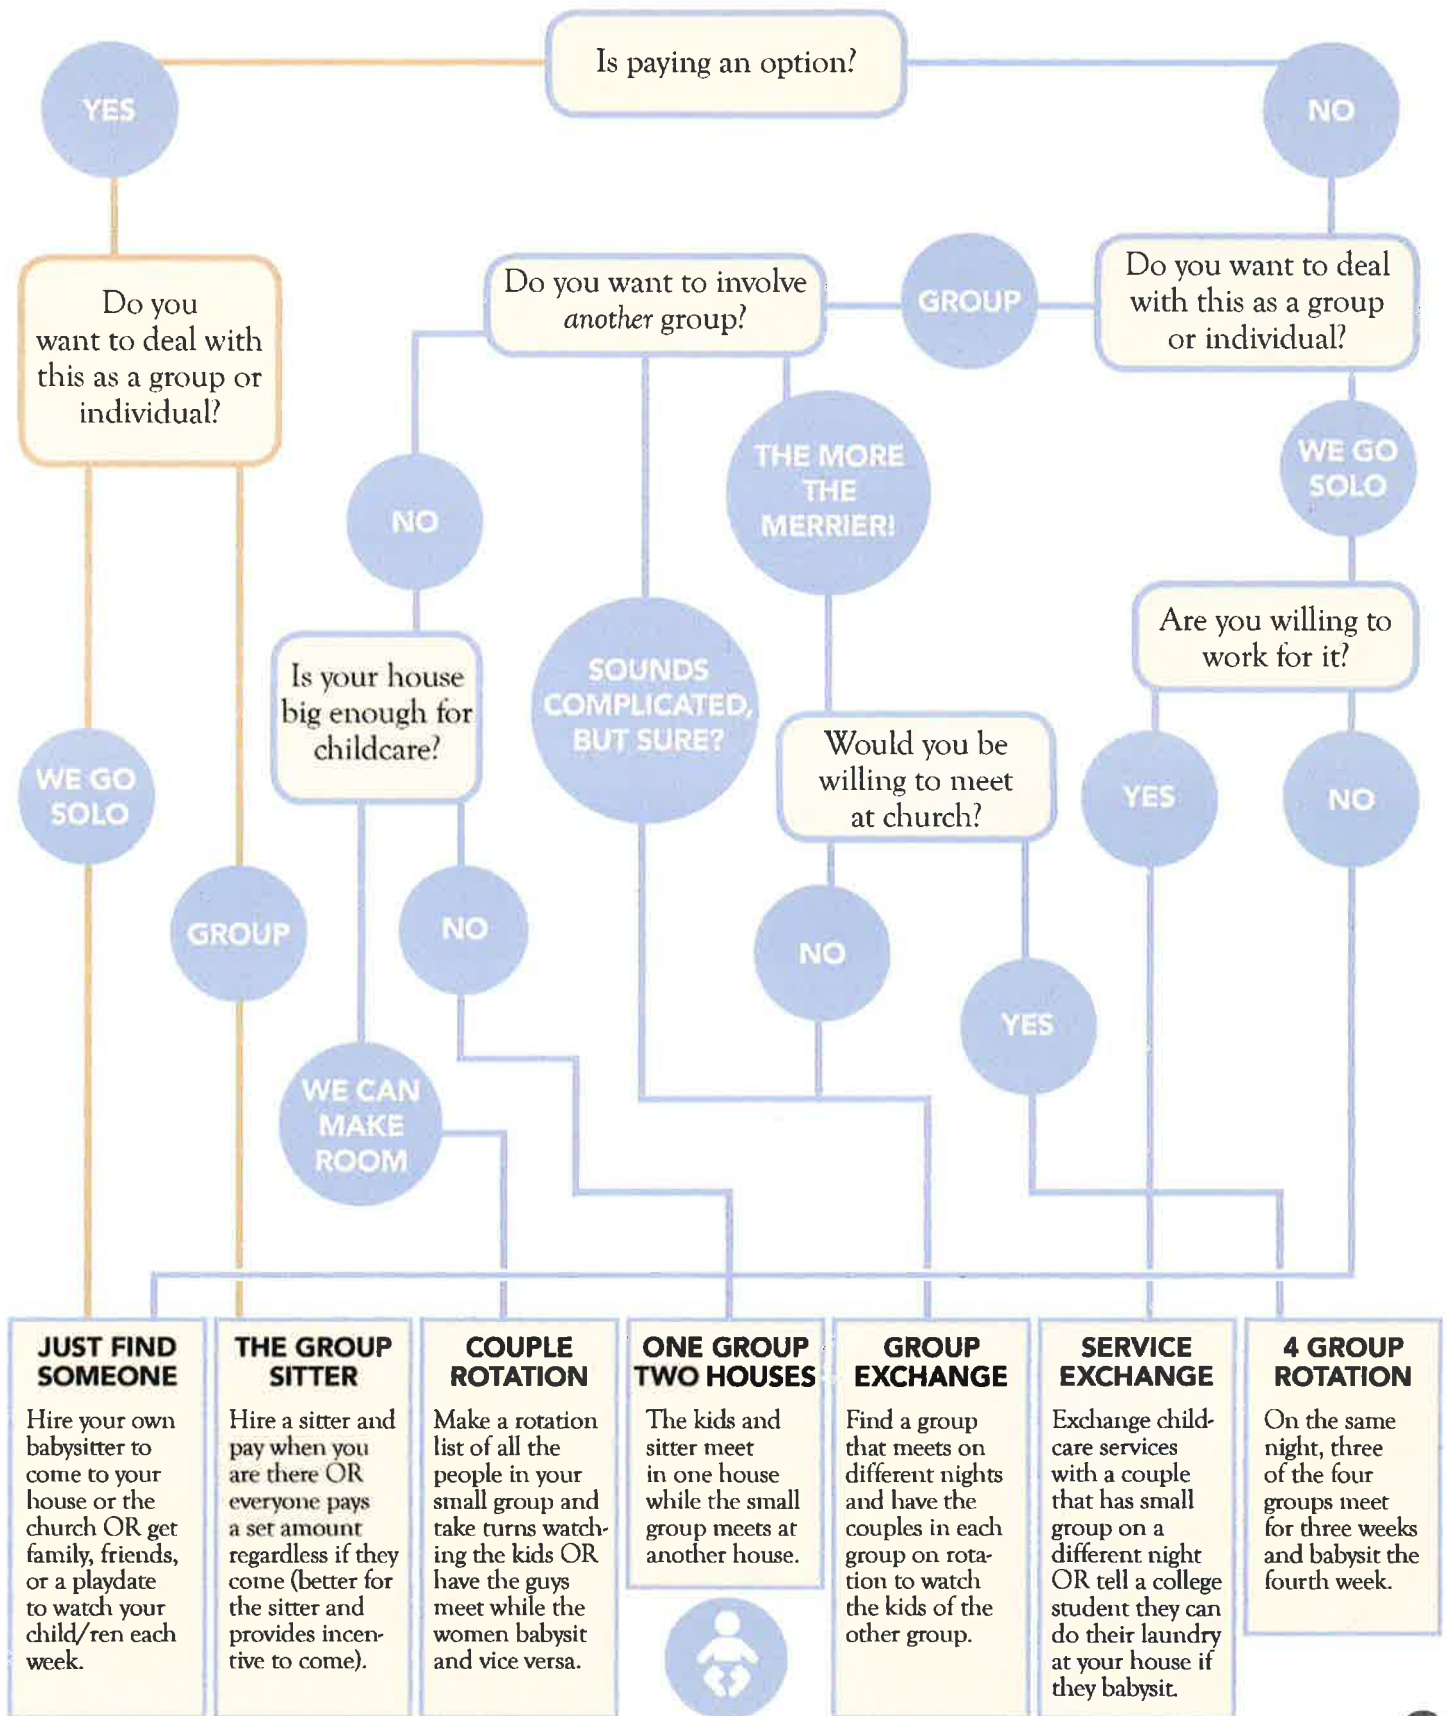 Is paying an option?
YES
NO
Do you
want to deal with
this as a group or
individual?
Do you want to involve
another group?
GROUP
Do you want to deal
with this as a group
or individual?
NO
THE MORE
THE
MERRIER!
WE GO
SOLO
Is your house
big enough for
childcare?
SOUNDS
COMPLICATED,
BUT SURE?
Are you willing to
work for it?
Would you be
willing to meet
at church?
WE GO
SOLO
YES
NO
GROUP
NO
NO
YES
WE CAN
MAKE
ROOM
JUST FIND
SOMEONE
Hire your own
babysitter to
come to your
house or the
church OR get
family, friends,
or a playdate
to watch your
child/ren each
week.
THE GROUP
SITTER
Hire a sitter and
pay when you
are there OR
everyone pays
a set amount
regardless if they
come (better for
the sitter and
provides incen-
tive to come).
COUPLE
ROTATION
Make a rotation
list of all the
people in your
small group and
take turns watch-
ing the kids OR
have the guys
meet while the
women babysit
and vice versa.
ONE GROUP
TWO HOUSES
The kids and
sitter meet
in one house
while the small
group meets at
another house.
GROUP
EXCHANGE
Find a group
that meets on
different nights
and have the
couples in each
group on rota-
tion to watch
the kids of the
other group.
SERVICE
EXCHANGE
Exchange child-
care services
with a couple
that has small
group on a
different night
OR tell a college
student they can
do their laundry
at your house if
they babysit.
4 GROUP
ROTATION
On the same
night, three
of the four
groups meet
for three weeks
and babysit the
fourth week.